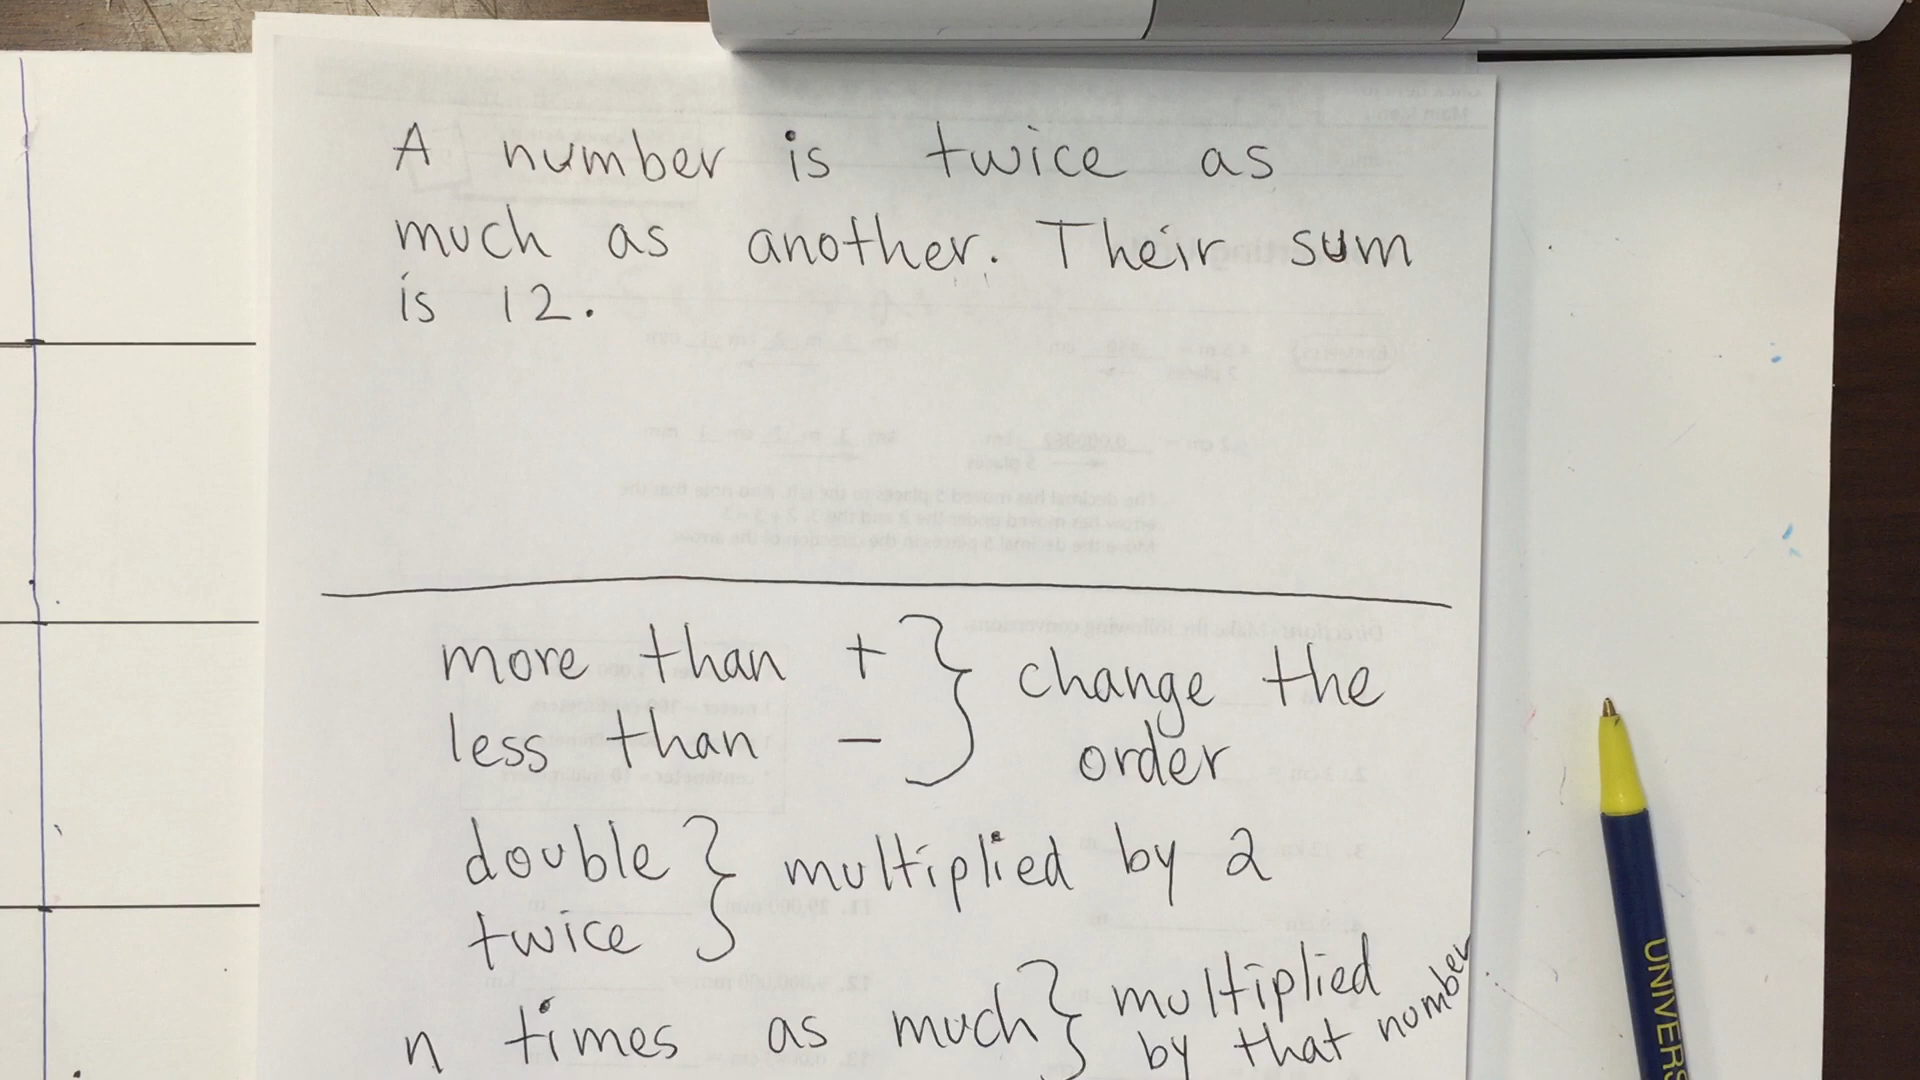 A number is twice as
much as another. Their sum
is 12.
more than + } change the
less than - order
double } multiplied by 2
twice
n times as much } multiplied
by that number
UNIVERS